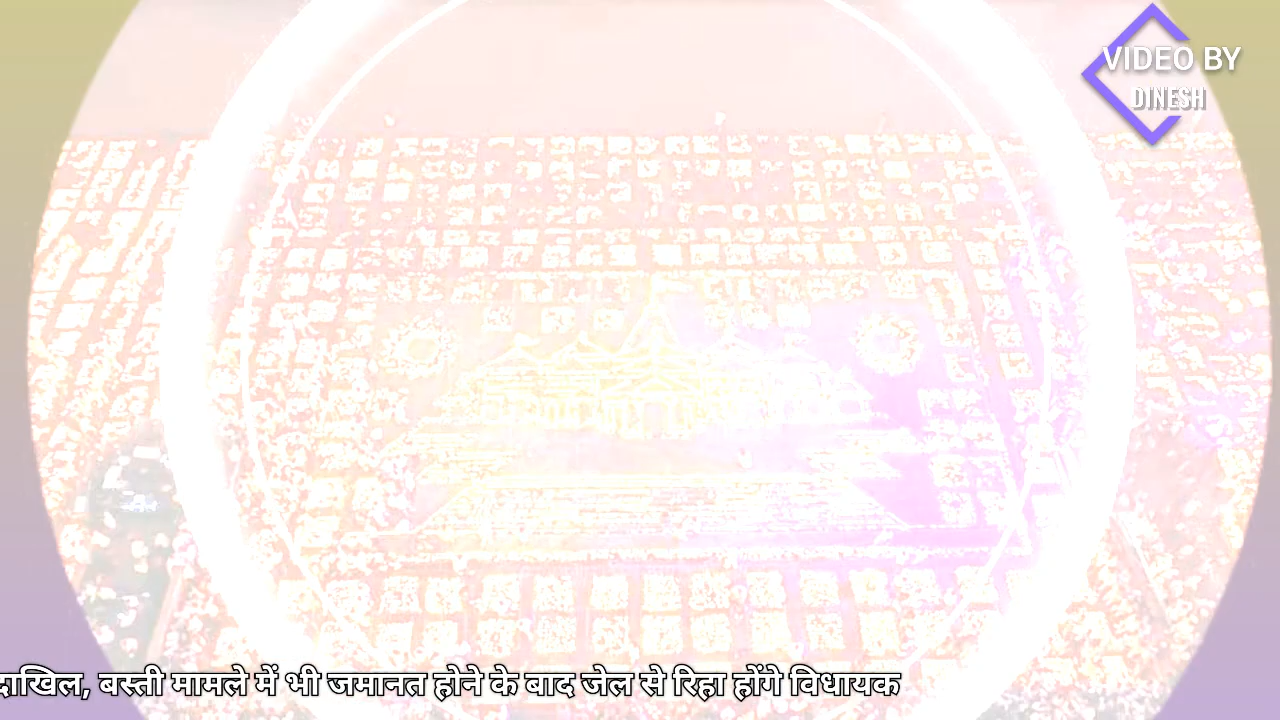 VIDEO BY
DINESH
दाखिल, बस्ती मामले में भी जमानत होने के बाद जेल से रिहा होंगे विधायक